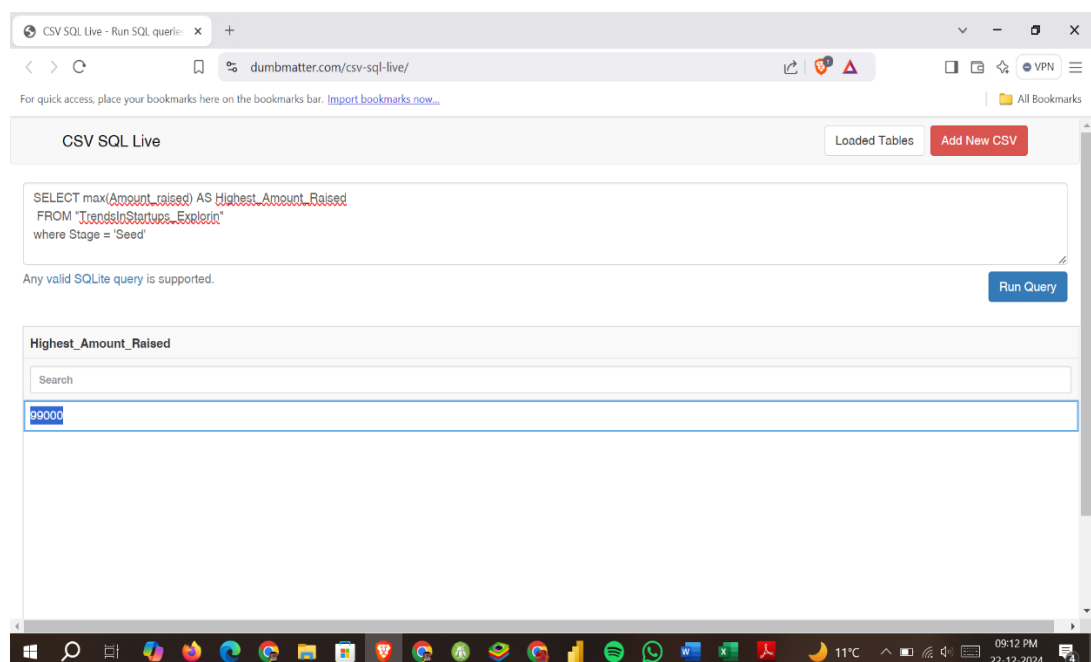 CSV SQL Live - Run SQL querie
dumbmatter.com/csv-sql-live/
1
VPN
For quick access, place your bookmarks here on the bookmarks bar. Import bookmarks now...
All Bookmarks
CSV SQL Live
Loaded Tables
Add New CSV
SELECT max(Amount_raised) AS Highest_Amount_Raised
FROM "TrendsInStartups_Explorin"
where Stage = 'Seed'
Any valid SQLite query is supported.
Run Query
Highest_Amount_Raised
Search
99000
11°C
09:12 PM
22-12-2024